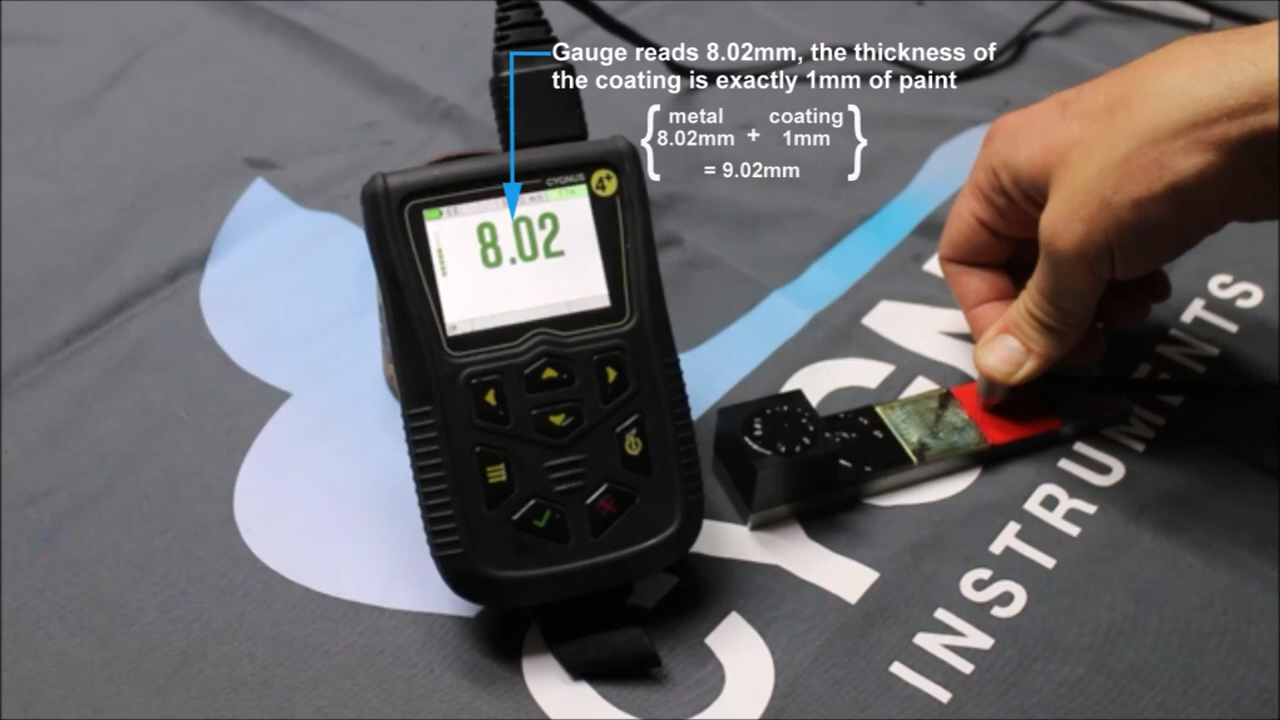 Gauge reads 8.02mm, the thickness of
the coating is exactly 1mm of paint
metal coating
8.02mm + 1mm
= 9.02mm
CYGNUS 4+
8.02
CYGN
INSTRUMENTS